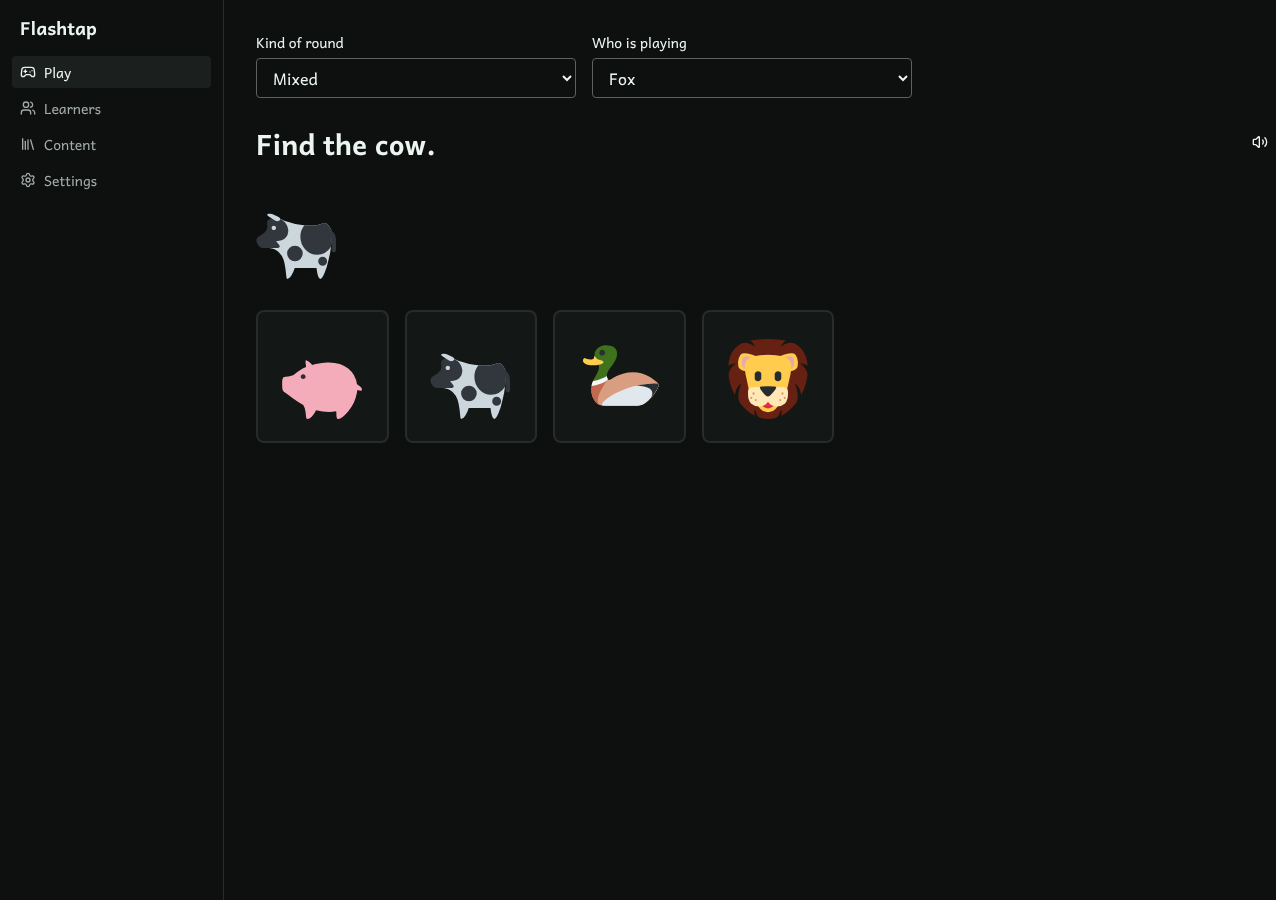 Flashtap
Play
Learners
Content
Settings
Kind of round
Mixed
Who is playing
Fox
Find the cow.